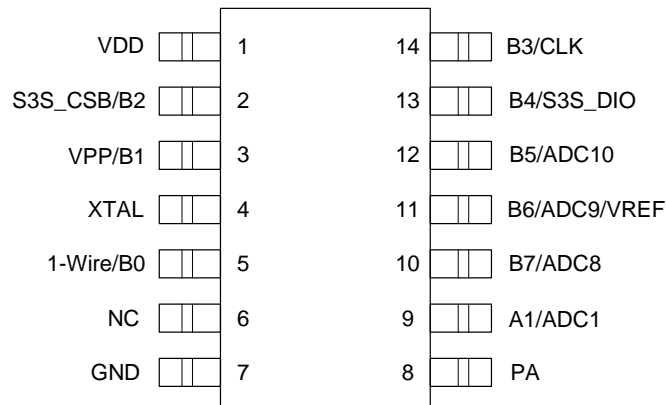 VDD 1 14 B3/CLK
S3S_CSB/B2 2 13 B4/S3S_DIO
VPP/B1 3 12 B5/ADC10
XTAL 4 11 B6/ADC9/VREF
1-Wire/B0 5 10 B7/ADC8
NC 6 9 A1/ADC1
GND 7 8 PA